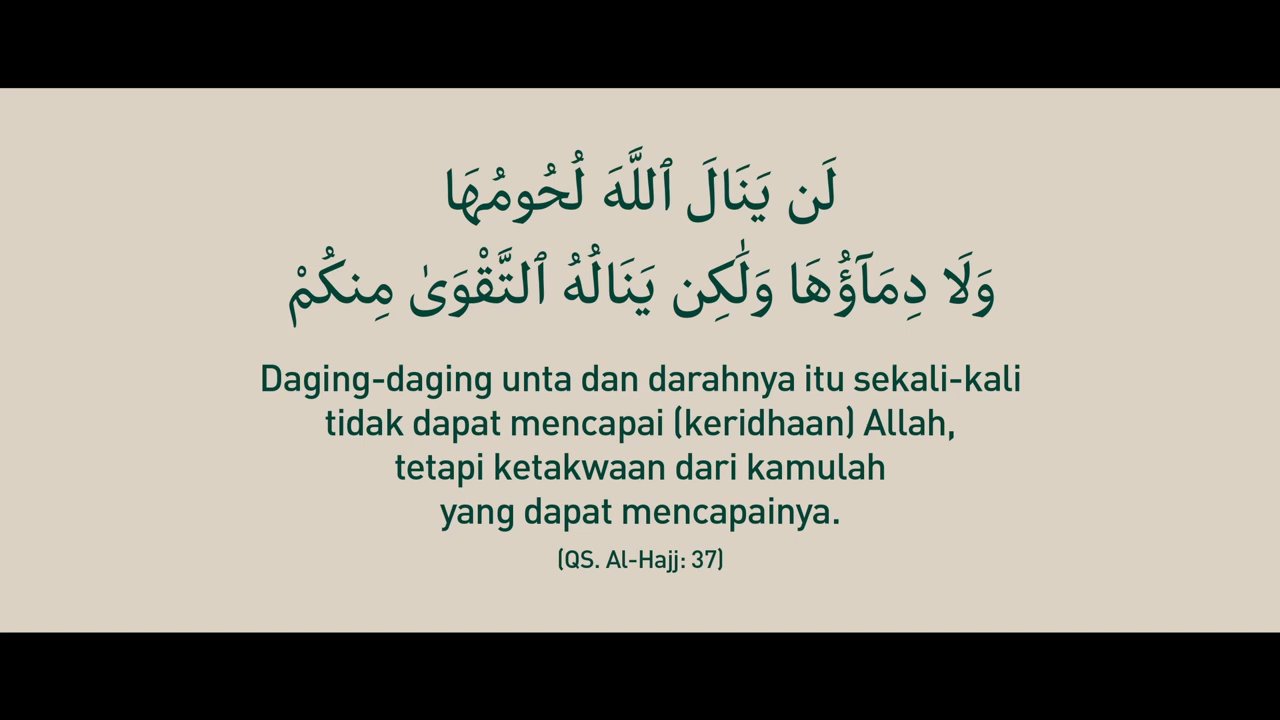 لَن يَنَالَ ٱللَّهَ لُحُومُهَا
وَلَا دِمَآؤُهَا وَلَٰكِن يَنَالُهُ ٱلتَّقْوَىٰ مِنكُمْ
Daging-daging unta dan darahnya itu sekali-kali
tidak dapat mencapai (keridhaan) Allah,
tetapi ketakwaan dari kamulah
yang dapat mencapainya.
(QS. Al-Hajj: 37)